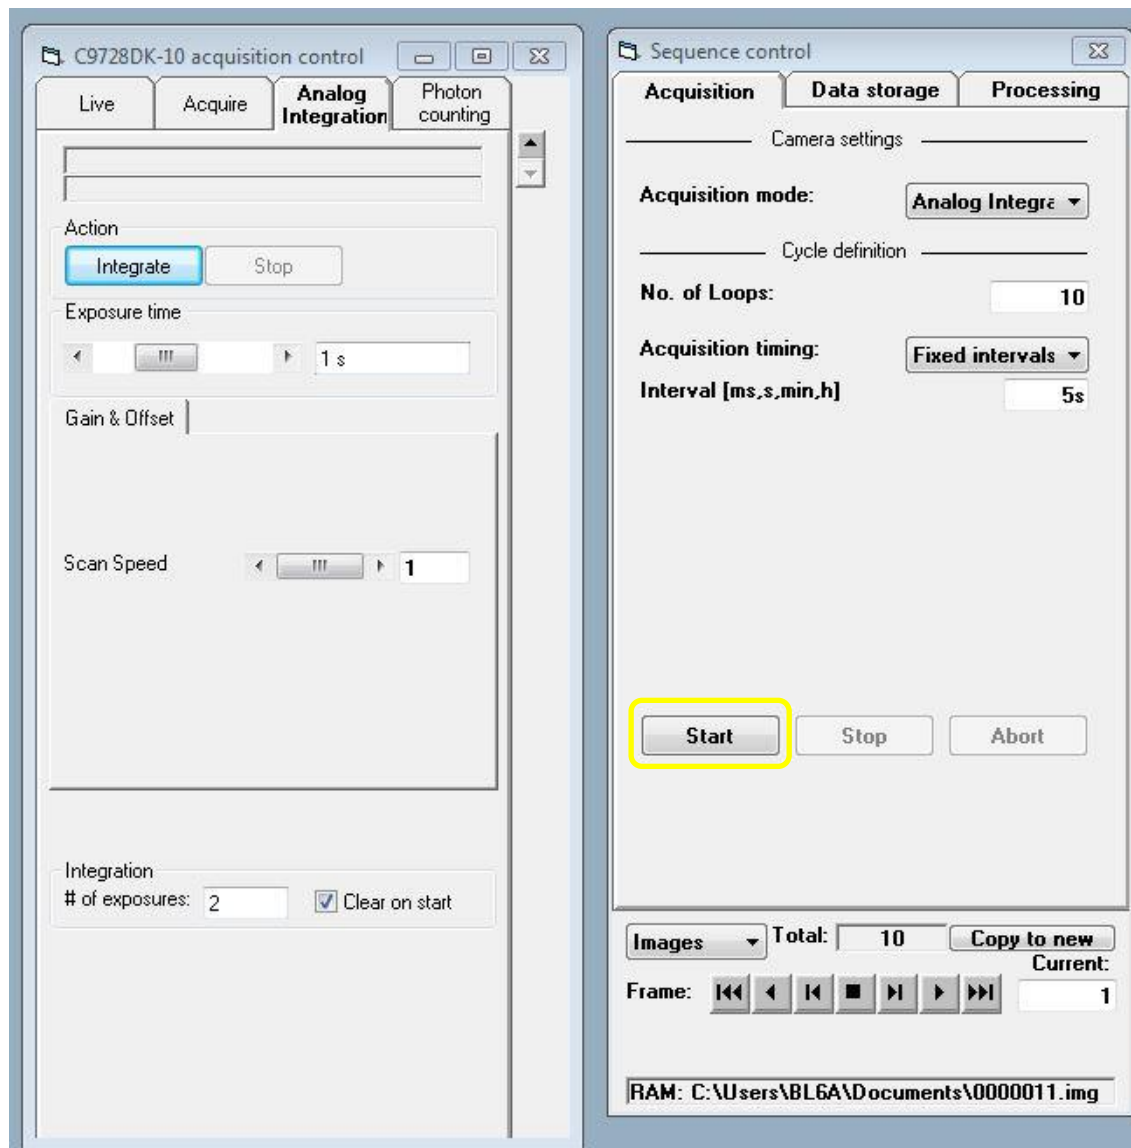 C9728DK-10 acquisition control
Live
Acquire
Analog
Integration
Photon
counting
Action
Integrate
Stop
Exposure time
1 s
Gain & Offset
Scan Speed
1
Integration
# of exposures:
2
Clear on start
Sequence control
Acquisition
Data storage
Processing
Camera settings
Acquisition mode:
Analog Integra
Cycle definition
No. of Loops:
10
Acquisition timing:
Fixed intervals
Interval [ms,s,min,h]
5s
Start
Stop
Abort
Images
Total:
10
Copy to new
Current:
Frame:
1
RAM: C:\Users\BL6A\Documents\0000011.img